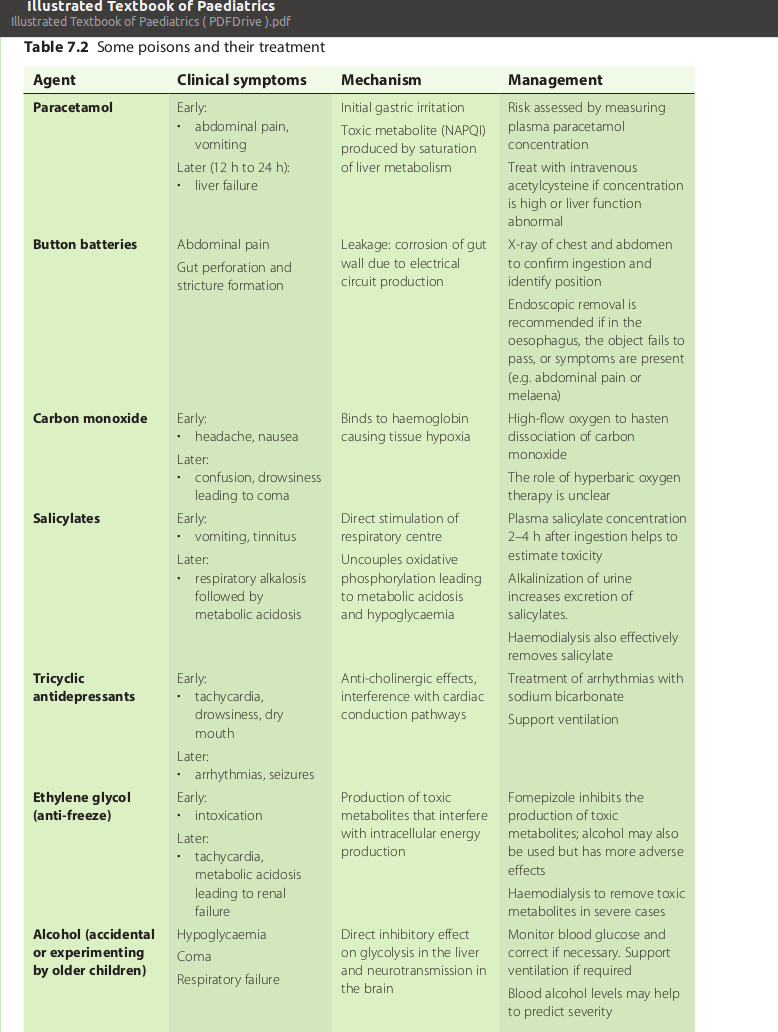 Illustrated Textbook of Paediatrics
Illustrated Textbook of Paediatrics ( PDFDrive ).pdf
Table 7.2 Some poisons and their treatment
Agent Clinical symptoms Mechanism Management
Paracetamol
Early:
• abdominal pain,
vomiting
Later (12 h to 24 h):
• liver failure
Initial gastric irritation
Toxic metabolite (NAPQI)
produced by saturation
of liver metabolism
Risk assessed by measuring
plasma paracetamol
concentration
Treat with intravenous
acetylcysteine if concentration
is high or liver function
abnormal
Button batteries
Abdominal pain
Gut perforation and
stricture formation
Leakage: corrosion of gut
wall due to electrical
circuit production
X-ray of chest and abdomen
to confirm ingestion and
identify position
Endoscopic removal is
recommended if in the
oesophagus, the object fails to
pass, or symptoms are present
(e.g. abdominal pain or
melaena)
Carbon monoxide
Early:
• headache, nausea
Later:
• confusion, drowsiness
leading to coma
Binds to haemoglobin
causing tissue hypoxia
High-flow oxygen to hasten
dissociation of carbon
monoxide
The role of hyperbaric oxygen
therapy is unclear
Salicylates
Early:
• vomiting, tinnitus
Later:
• respiratory alkalosis
followed by
metabolic acidosis
Direct stimulation of
respiratory centre
Uncouples oxidative
phosphorylation leading
to metabolic acidosis
and hypoglycaemia
Plasma salicylate concentration
2–4 h after ingestion helps to
estimate toxicity
Alkalinization of urine
increases excretion of
salicylates.
Haemodialysis also effectively
removes salicylate
Tricyclic
antidepressants
Early:
• tachycardia,
drowsiness, dry
mouth
Later:
• arrhythmias, seizures
Anti-cholinergic effects,
interference with cardiac
conduction pathways
Treatment of arrhythmias with
sodium bicarbonate
Support ventilation
Ethylene glycol
(anti-freeze)
Early:
• intoxication
Later:
• tachycardia,
metabolic acidosis
leading to renal
failure
Production of toxic
metabolites that interfere
with intracellular energy
production
Fomepizole inhibits the
production of toxic
metabolites; alcohol may also
be used but has more adverse
effects
Haemodialysis to remove toxic
metabolites in severe cases
Alcohol (accidental
or experimenting
by older children)
Hypoglycaemia
Coma
Respiratory failure
Direct inhibitory effect
on glycolysis in the liver
and neurotransmission in
the brain
Monitor blood glucose and
correct if necessary. Support
ventilation if required
Blood alcohol levels may help
to predict severity